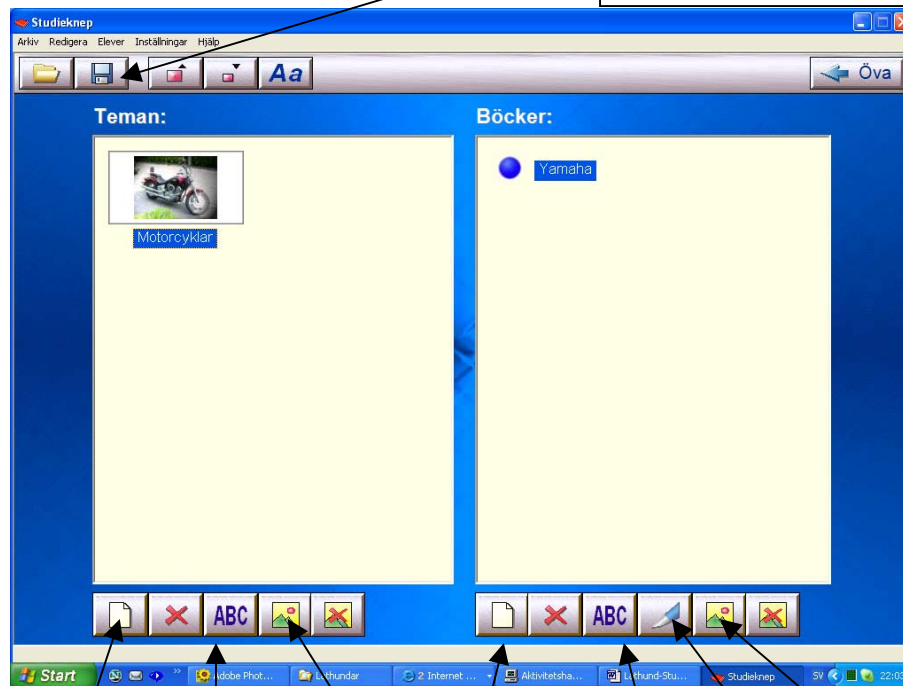 Studieknep
Arkiv Redigera Elever Inställningar Hjälp
Aa Öva
Teman: Böcker:
Yamaha
Motorcyklar
ABC ABC
Start » Adobe Phot... Lathundar 2 Internet ... Aktivitetsha... Lathund-Stu... Studieknep SV 22:03